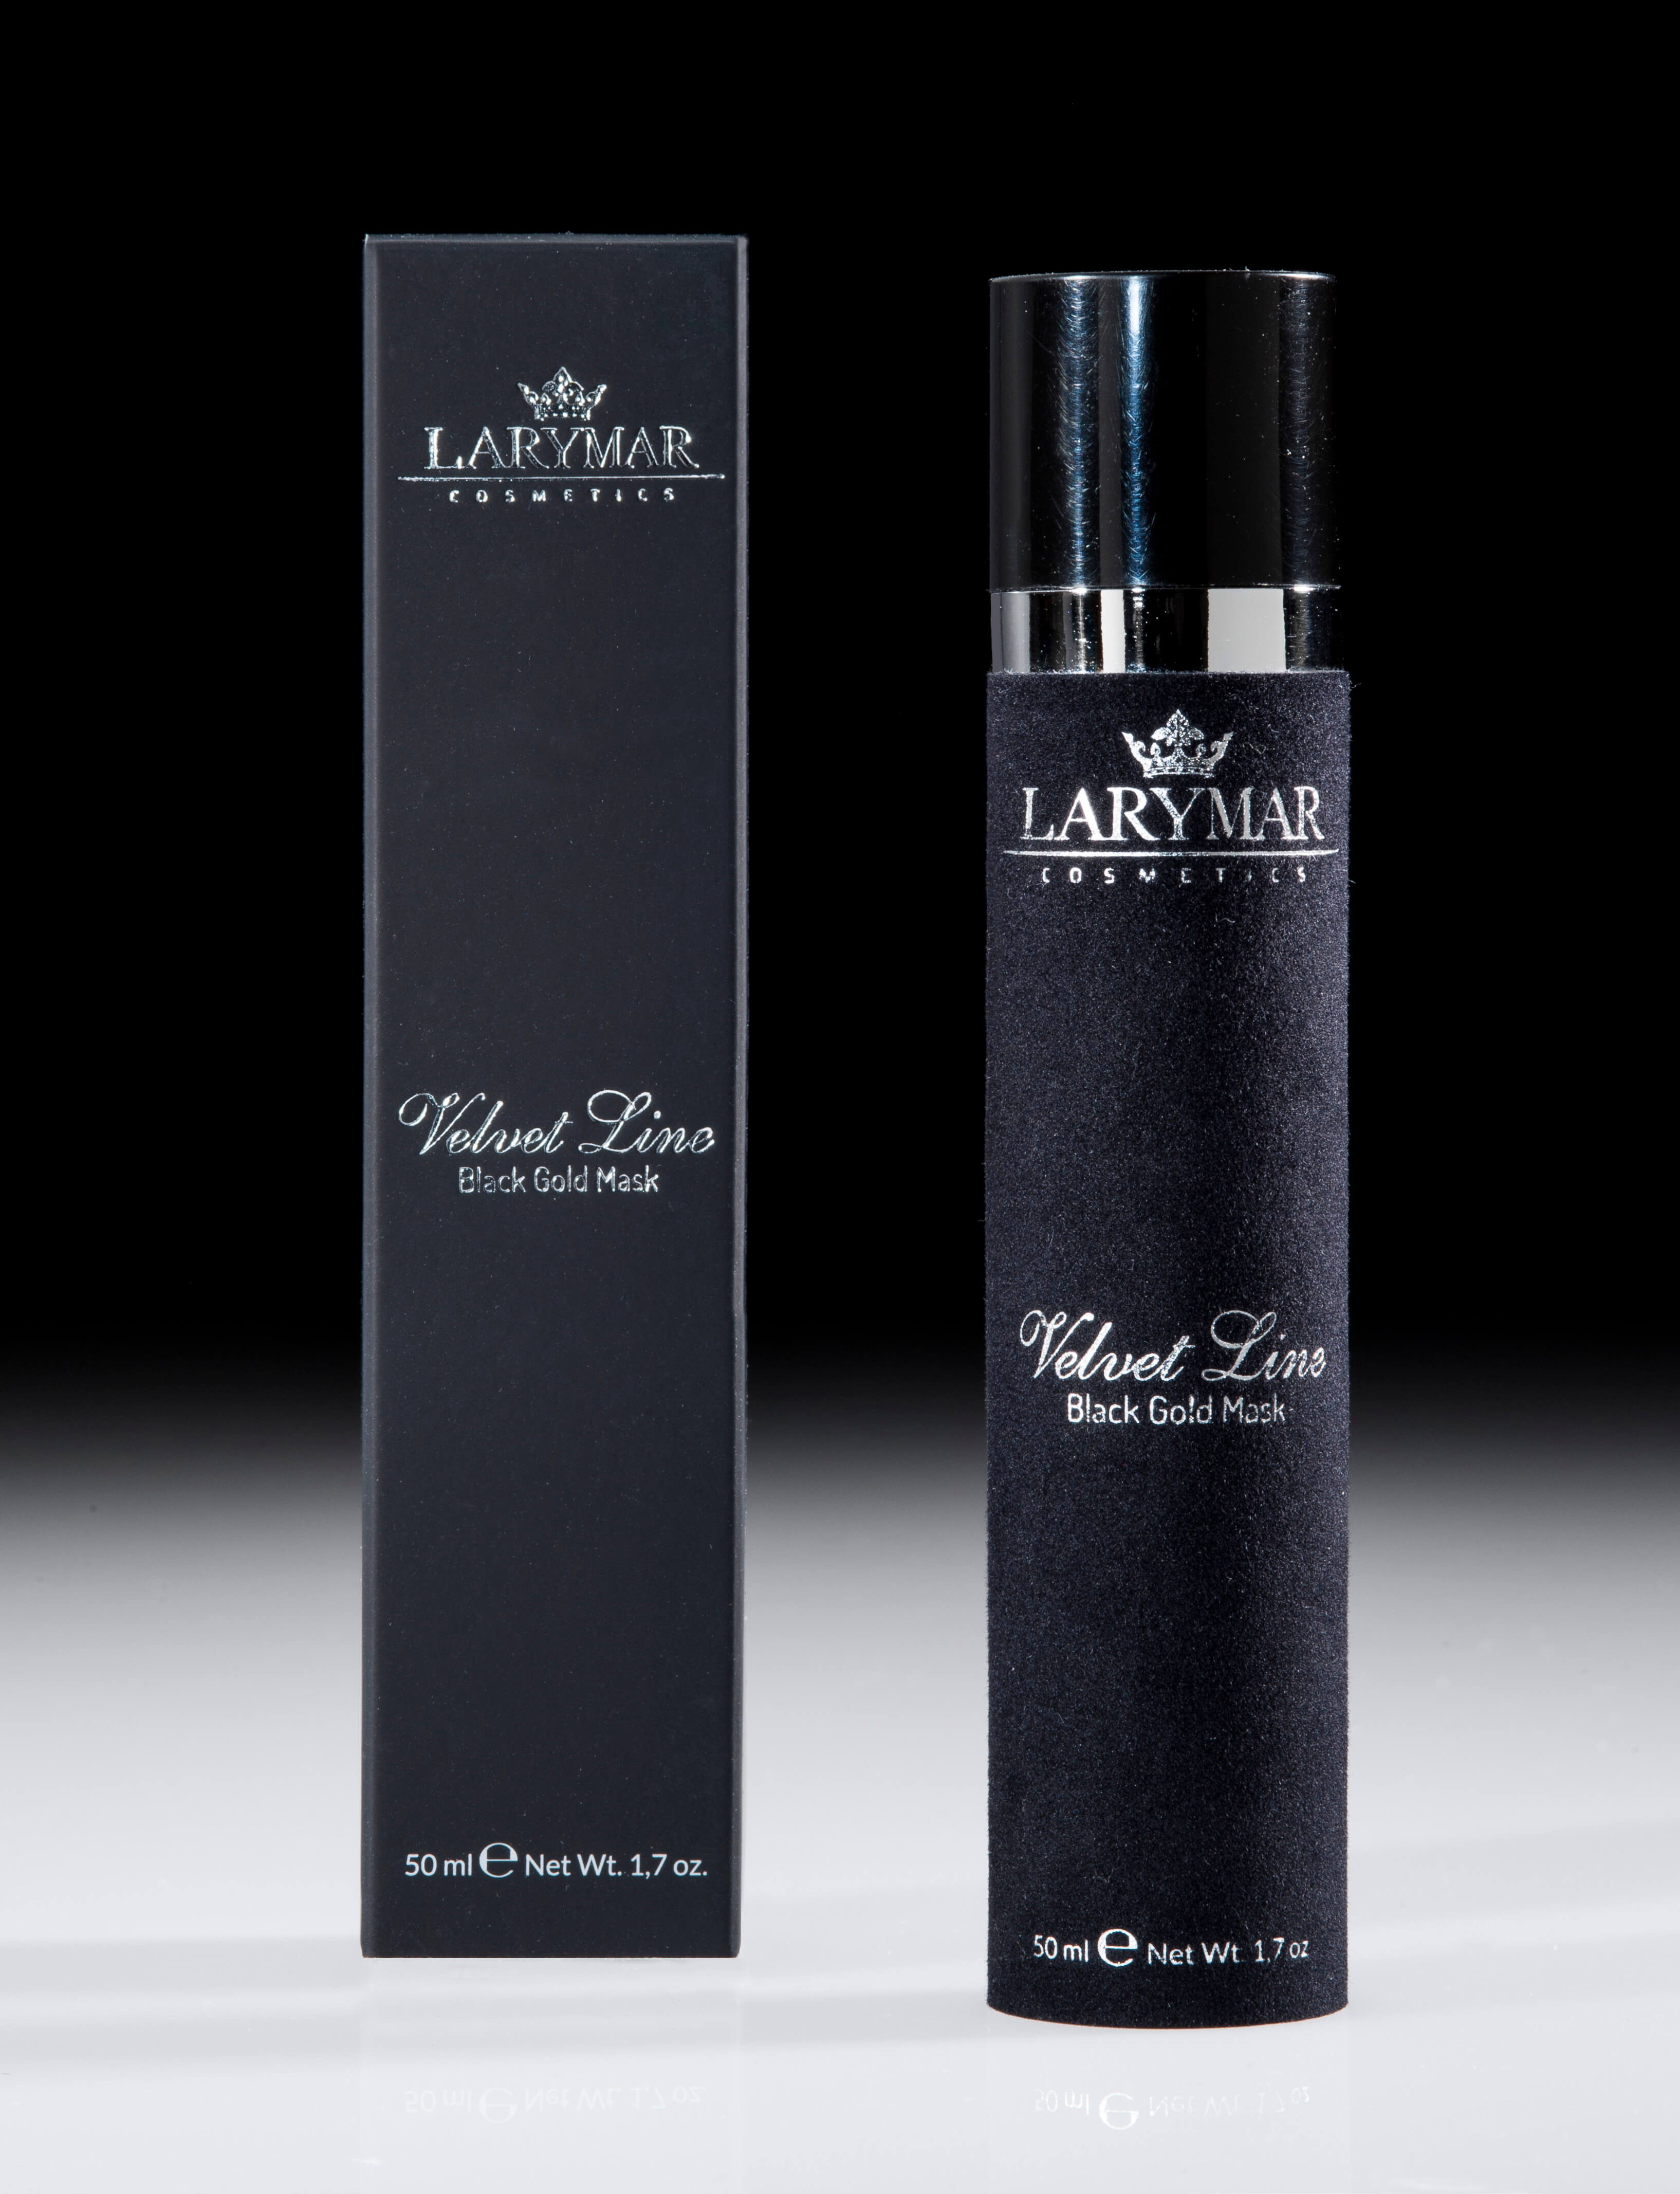 LARYMAR
COSMETICS
Velvet Line
Black Gold Mask
50 ml ℮ Net Wt. 1,7 oz.
LARYMAR
COSMETICS
Velvet Line
Black Gold Mask
50 ml ℮ Net Wt. 1,7 oz